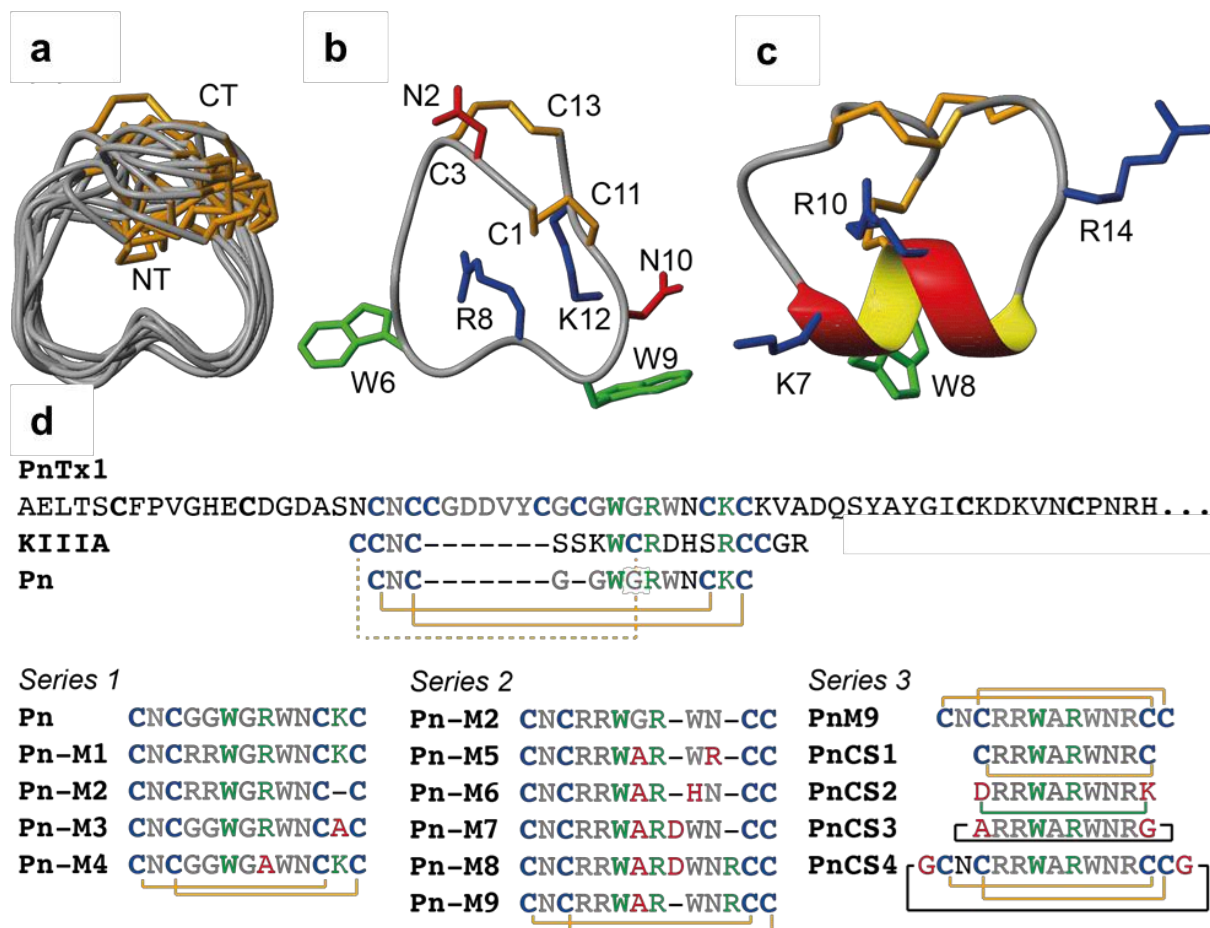 a
b
c
CT
NT
N2
C13
C3
C11
C1
N10
R8
K12
W6
W9
R10
R14
K7
W8
d
PnTx1
AELTSCFPVGHECDGDASNCNCCGDDVYCGCGWGRWNCKCKVADQSYAYGICKDKVNCPNRH...
KIIIA CCNC-------SSKWCRDHSRCCGR
Pn CNC-------G-GWGRWNCKC
Series 1
Pn CNCGGWGRWNCKC
Pn-M1 CNCRRWGRWNCKC
Pn-M2 CNCRRWGRWNC-C
Pn-M3 CNCGGWGRWNCAC
Pn-M4 CNCGGWGAWNCKC
Series 2
Pn-M2 CNCRRWGR-WN-CC
Pn-M5 CNCRRWAR-WR-CC
Pn-M6 CNCRRWAR-HN-CC
Pn-M7 CNCRRWARDWN-CC
Pn-M8 CNCRRWARDWNRCC
Pn-M9 CNCRRWAR-WNRCC
Series 3
PnM9 CNCRRWARWNRCC
PnCS1 CRRWARWNRC
PnCS2 DRRWARWNRK
PnCS3 ARRWARWNRG
PnCS4 GCNCRRWARWNRCCG